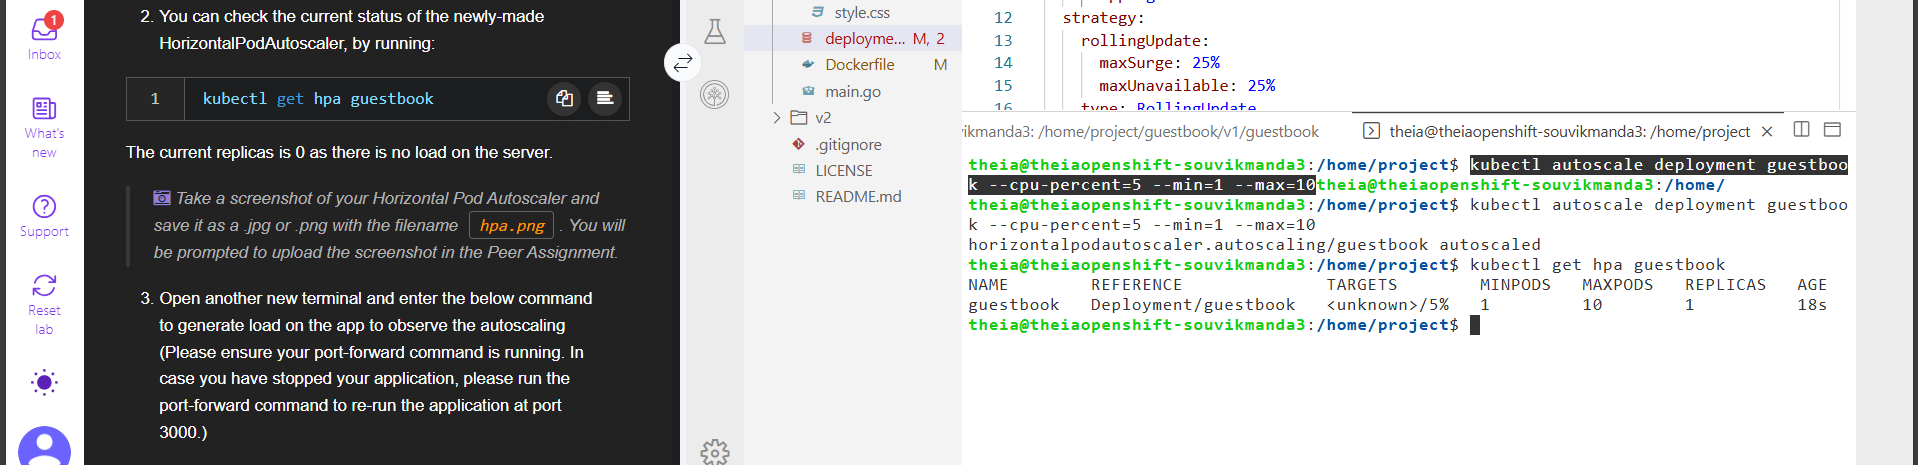 1
Inbox
What's
new
Support
Reset
lab
2. You can check the current status of the newly-made
HorizontalPodAutoscaler, by running:
1 kubectl get hpa guestbook
The current replicas is 0 as there is no load on the server.
Take a screenshot of your Horizontal Pod Autoscaler and
save it as a .jpg or .png with the filename hpa.png . You will
be prompted to upload the screenshot in the Peer Assignment.
3. Open another new terminal and enter the below command
to generate load on the app to observe the autoscaling
(Please ensure your port-forward command is running. In
case you have stopped your application, please run the
port-forward command to re-run the application at port
3000.)
style.css
deployme... M, 2
Dockerfile M
main.go
v2
.gitignore
LICENSE
README.md
12 strategy:
13 rollingUpdate:
14 maxSurge: 25%
15 maxUnavailable: 25%
16 type: RollingUpdate
vikmanda3: /home/project/guestbook/v1/guestbook
theia@theiaopenshift-souvikmanda3: /home/project ×
theia@theiaopenshift-souvikmanda3:/home/project$ kubectl autoscale deployment guestboo
k --cpu-percent=5 --min=1 --max=10theia@theiaopenshift-souvikmanda3:/home/
theia@theiaopenshift-souvikmanda3:/home/project$ kubectl autoscale deployment guestboo
k --cpu-percent=5 --min=1 --max=10
horizontalpodautoscaler.autoscaling/guestbook autoscaled
theia@theiaopenshift-souvikmanda3:/home/project$ kubectl get hpa guestbook
NAME REFERENCE TARGETS MINPODS MAXPODS REPLICAS AGE
guestbook Deployment/guestbook <unknown>/5% 1 10 1 18s
theia@theiaopenshift-souvikmanda3:/home/project$